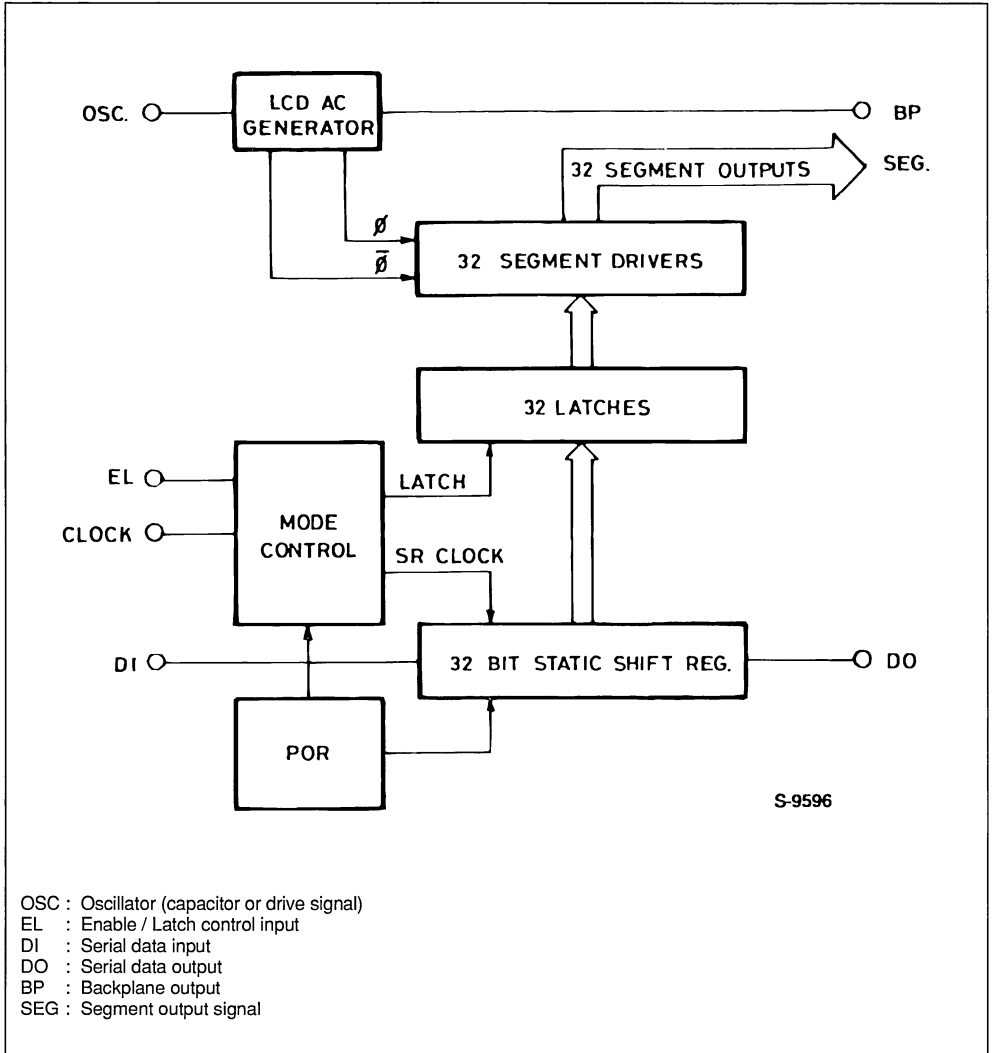 OSC.
LCD AC
GENERATOR
BP
32 SEGMENT OUTPUTS
SEG.
Ø
Ø̅
32 SEGMENT DRIVERS
32 LATCHES
EL
LATCH
CLOCK
MODE
CONTROL
SR CLOCK
DI
32 BIT STATIC SHIFT REG.
DO
POR
S-9596
OSC : Oscillator (capacitor or drive signal)
EL : Enable / Latch control input
DI : Serial data input
DO : Serial data output
BP : Backplane output
SEG : Segment output signal